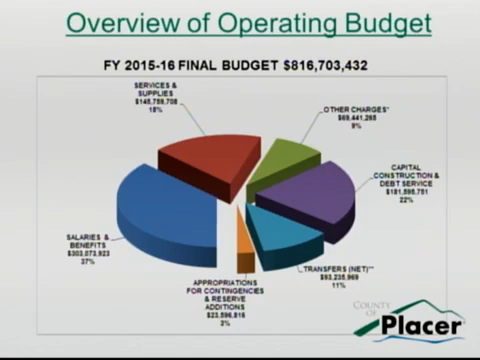 Overview of Operating Budget
FY 2015-16 FINAL BUDGET $816,703,432
SERVICES &
SUPPLIES
$145,759,708
18%
OTHER CHARGES*
$69,441,265
9%
CAPITAL
CONSTRUCTION &
DEBT SERVICE
$181,595,751
22%
SALARIES &
BENEFITS
$303,073,923
37%
APPROPRIATIONS
FOR CONTINGENCIES
& RESERVE
ADDITIONS
$23,596,816
3%
TRANSFERS (NET)**
$93,235,969
11%
COUNTY
OF
Placer